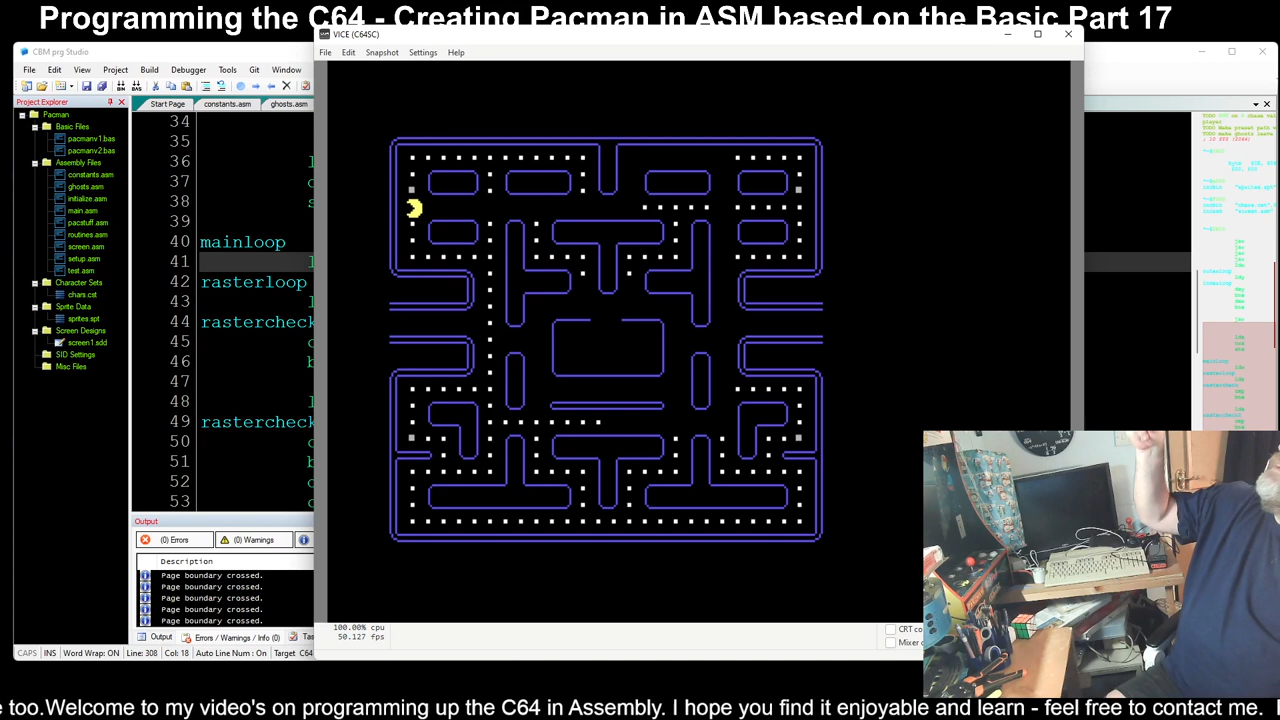 Programming the C64 - Creating Pacman in ASM based on the Basic Part 17
VICE (C64SC)
File Edit Snapshot Settings Help
CBM prg Studio
File Edit View Project Build Debugger Tools Git Window
Project Explorer
Start Page constants.asm ghosts.asm
Pacman
Basic Files
pacmanv1.bas
pacmanv2.bas
Assembly Files
constants.asm
ghosts.asm
initialize.asm
main.asm
pacstuff.asm
routines.asm
screen.asm
setup.asm
test.asm
Character Sets
chars.cst
Sprite Data
sprites.spt
Screen Designs
screen1.sdd
SID Settings
Misc Files
34
35
36
37
38
39
40 mainloop
41
42 rasterloop
43
44 rastercheck
45
46
47
48
49 rastercheck
50
51
52
53
Output
(0) Errors (0) Warnings
Description
Page boundary crossed.
Page boundary crossed.
Page boundary crossed.
Page boundary crossed.
Page boundary crossed.
Output Errors / Warnings / Info (0)
CAPS INS Word Wrap: ON Line: 308 Col: 18 Auto Line Num : On Target C64
100.00% cpu
50.127 fps
CRT co
Mixer
too.Welcome to my video's on programming up the C64 in Assembly. I hope you find it enjoyable and learn - feel free to contact me.